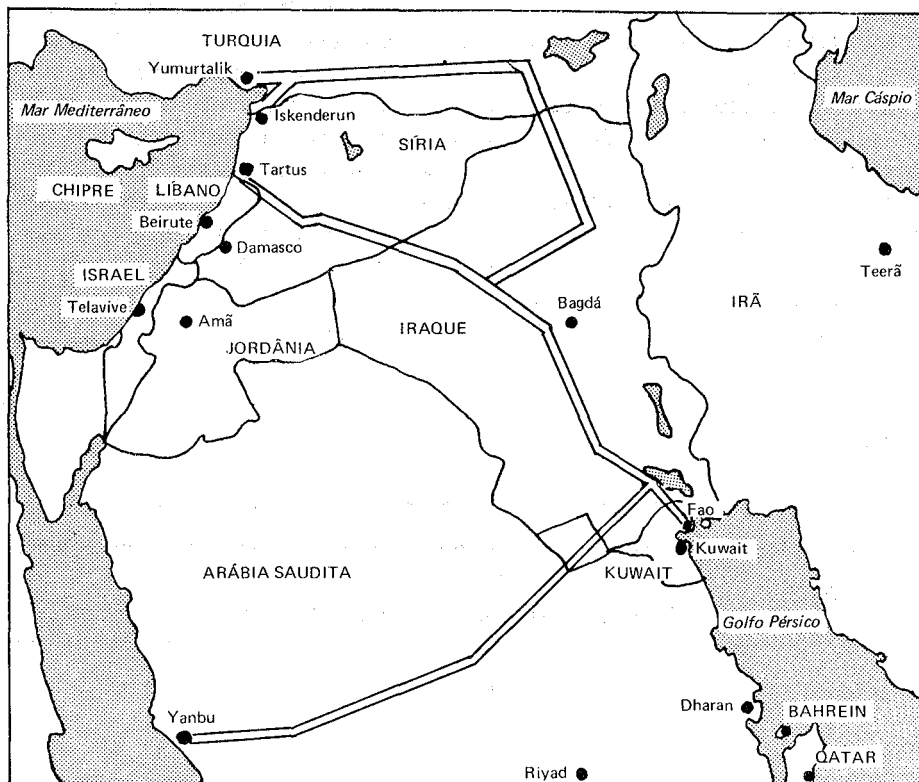 TURQUIA
Yumurtalik
Mar Mediterrâneo
Mar Cáspio
Iskenderun
SÍRIA
Tartus
CHIPRE
LÍBANO
Beirute
Damasco
Teerã
ISRAEL
Telavive
Bagdá
IRÃ
Amã
IRAQUE
JORDÂNIA
Fao
Kuwait
ARÁBIA SAUDITA
KUWAIT
Golfo Pérsico
Dharan
Yanbu
BAHREIN
QATAR
Riyad